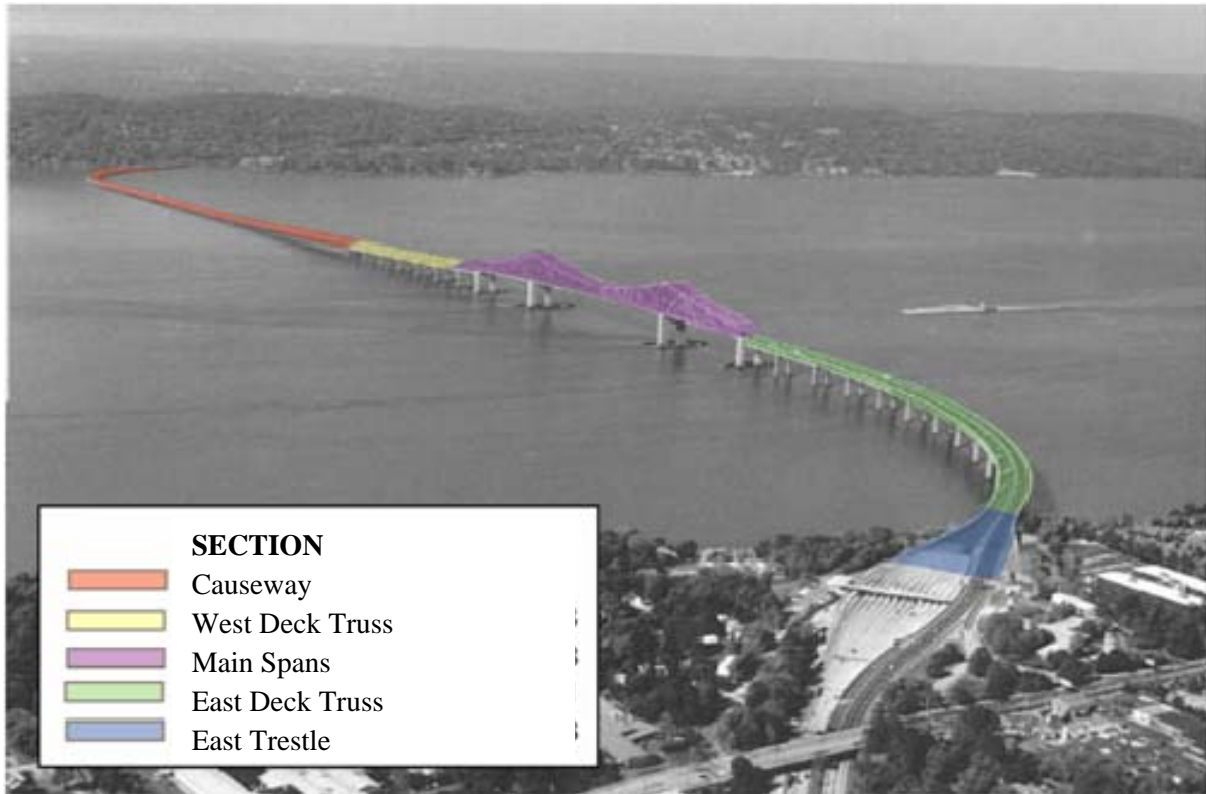 SECTION
Causeway
West Deck Truss
Main Spans
East Deck Truss
East Trestle